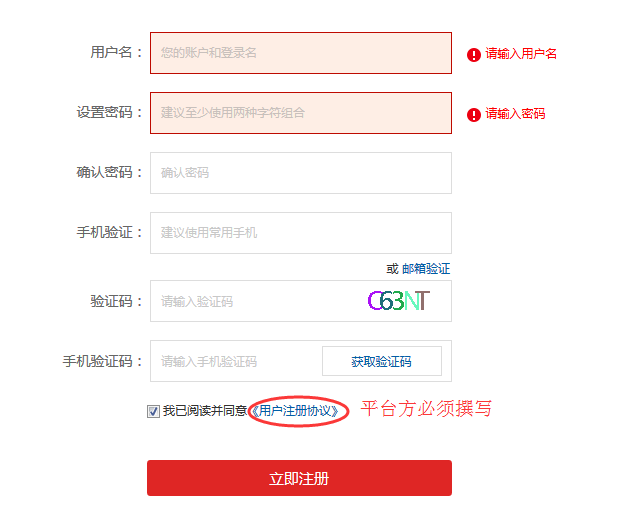 用户名： 您的账户和登录名 请输入用户名
设置密码： 建议至少使用两种字符组合 请输入密码
确认密码： 确认密码
手机验证： 建议使用常用手机
或 邮箱验证
验证码： 请输入验证码 C63NT
手机验证码： 请输入手机验证码 获取验证码
我已阅读并同意《用户注册协议》 平台方必须撰写
立即注册